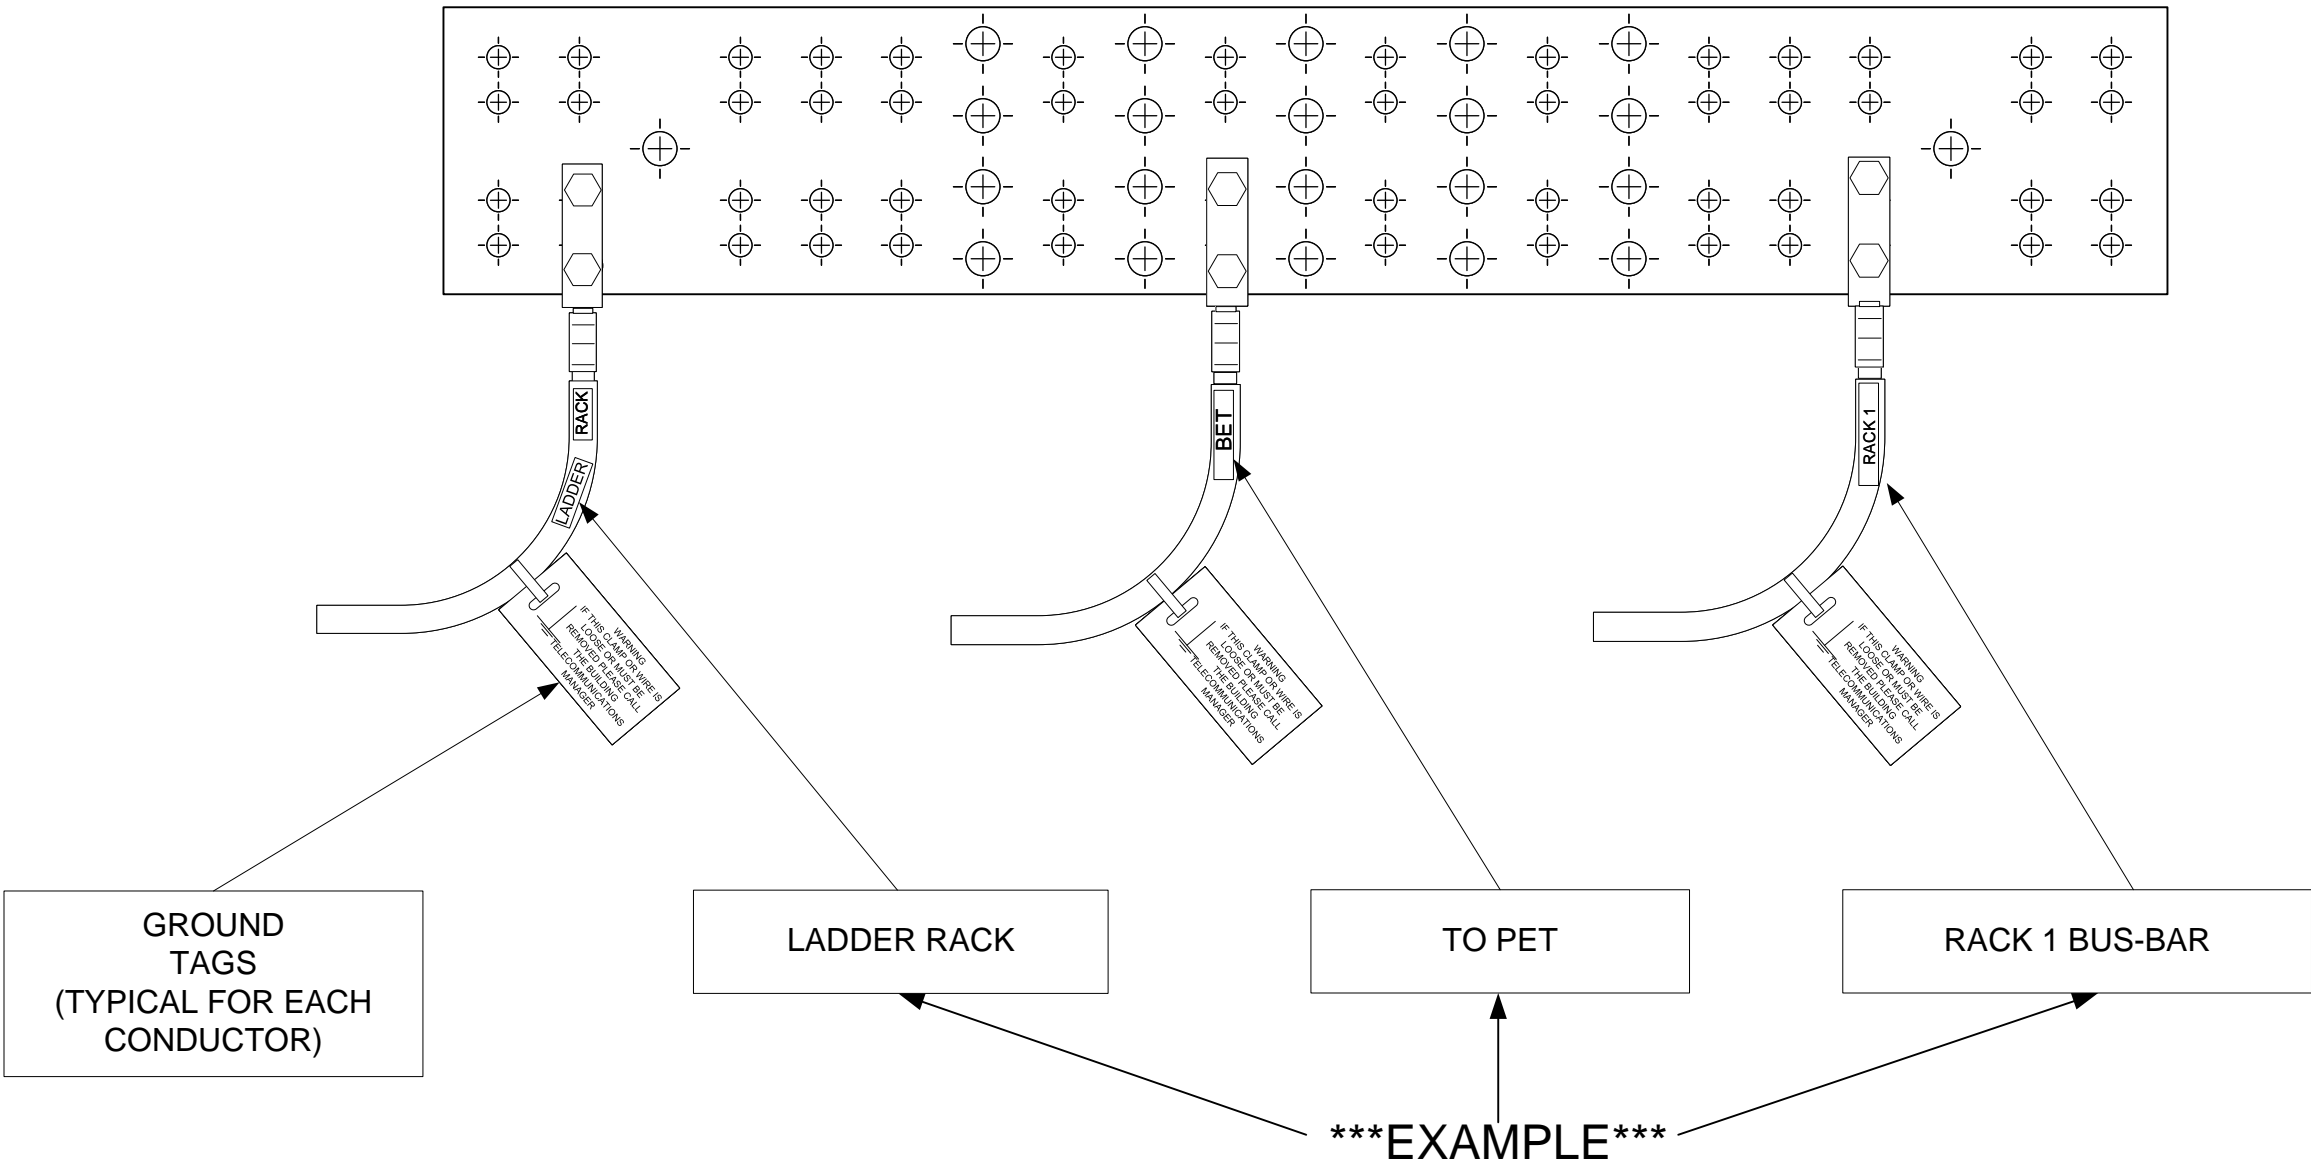 RACK
LADDER
BET
RACK 1
WARNING
IF THIS CLAMP OR WIRE IS
LOOSE OR MUST BE
REMOVED PLEASE CALL
THE BUILDING
TELECOMMUNICATIONS
MANAGER
WARNING
IF THIS CLAMP OR WIRE IS
LOOSE OR MUST BE
REMOVED PLEASE CALL
THE BUILDING
TELECOMMUNICATIONS
MANAGER
WARNING
IF THIS CLAMP OR WIRE IS
LOOSE OR MUST BE
REMOVED PLEASE CALL
THE BUILDING
TELECOMMUNICATIONS
MANAGER
GROUND
TAGS
(TYPICAL FOR EACH
CONDUCTOR)
LADDER RACK
TO PET
RACK 1 BUS-BAR
***EXAMPLE***